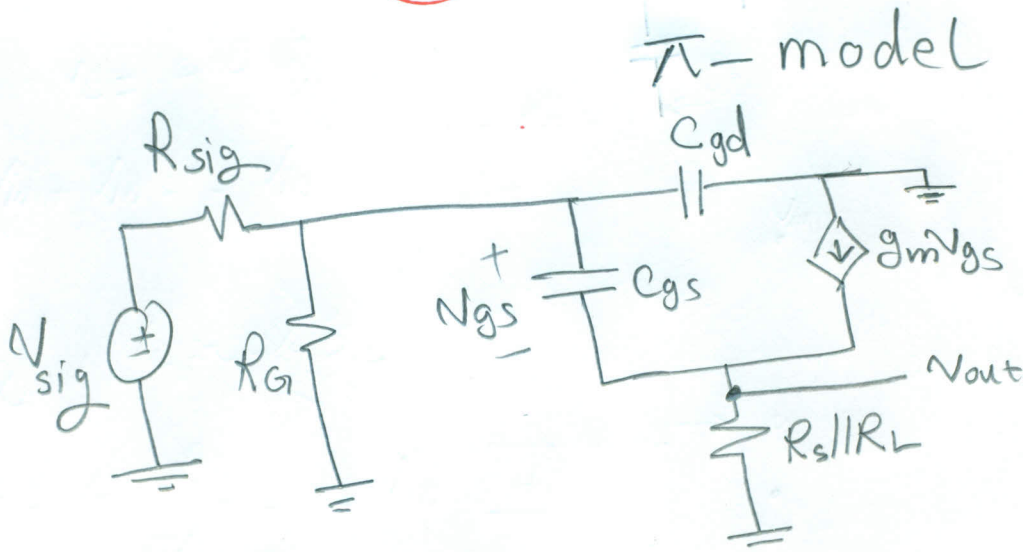 π- model
Cgd
Rsig
+
Vgs
-
Cgs
gmVgs
Vsig
±
RG
Vout
Rs//RL